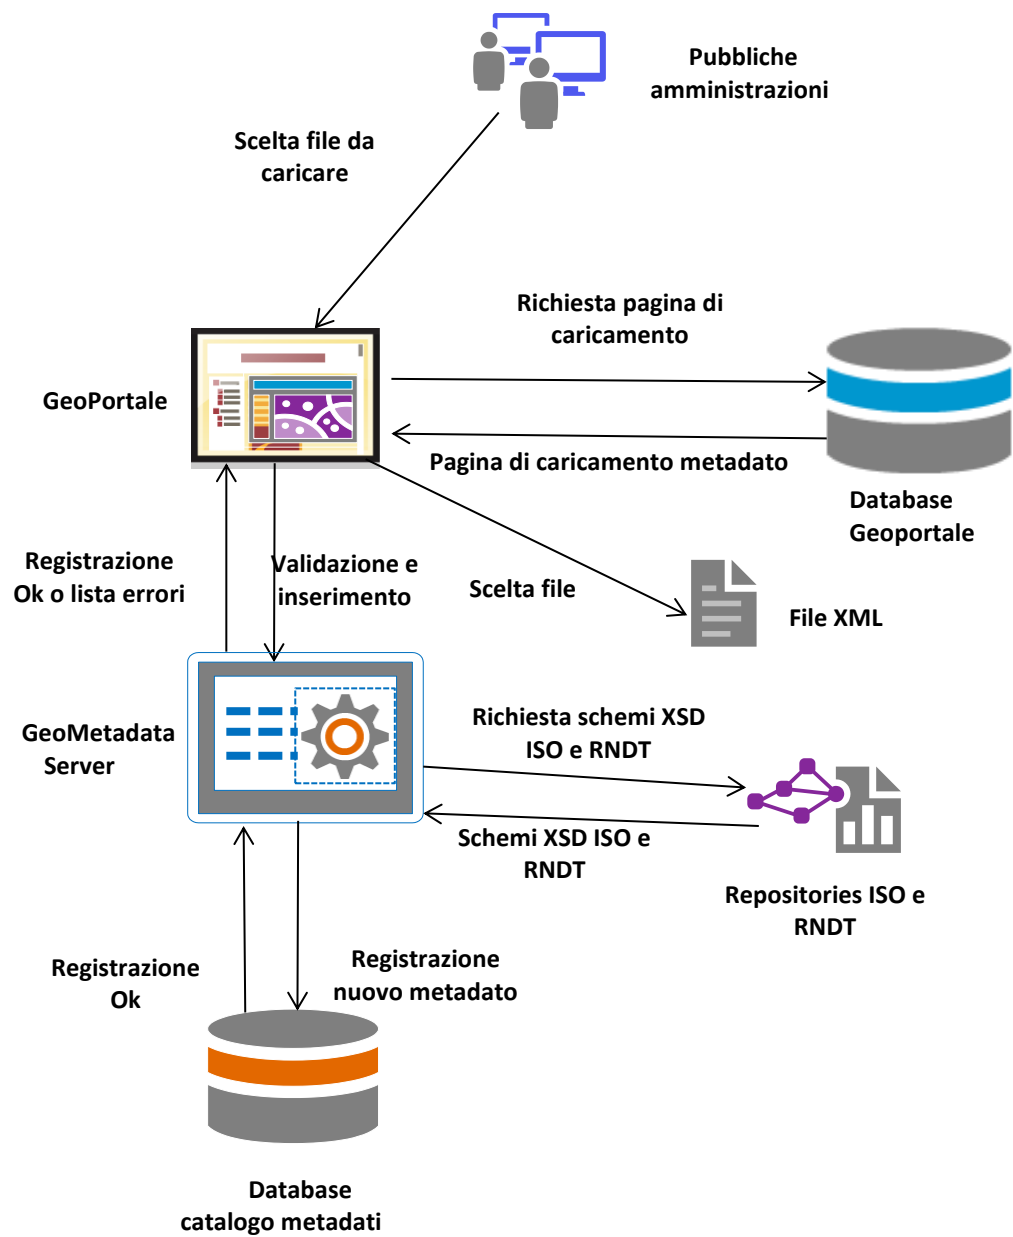 Pubbliche
amministrazioni
Scelta file da
caricare
Richiesta pagina di
caricamento
GeoPortale
Pagina di caricamento metadato
Database
Geoportale
Registrazione
Ok o lista errori
Validazione e
inserimento
Scelta file
File XML
GeoMetadata
Server
Richiesta schemi XSD
ISO e RNDT
Schemi XSD ISO e
RNDT
Repositories ISO e
RNDT
Registrazione
Ok
Registrazione
nuovo metadato
Database
catalogo metadati